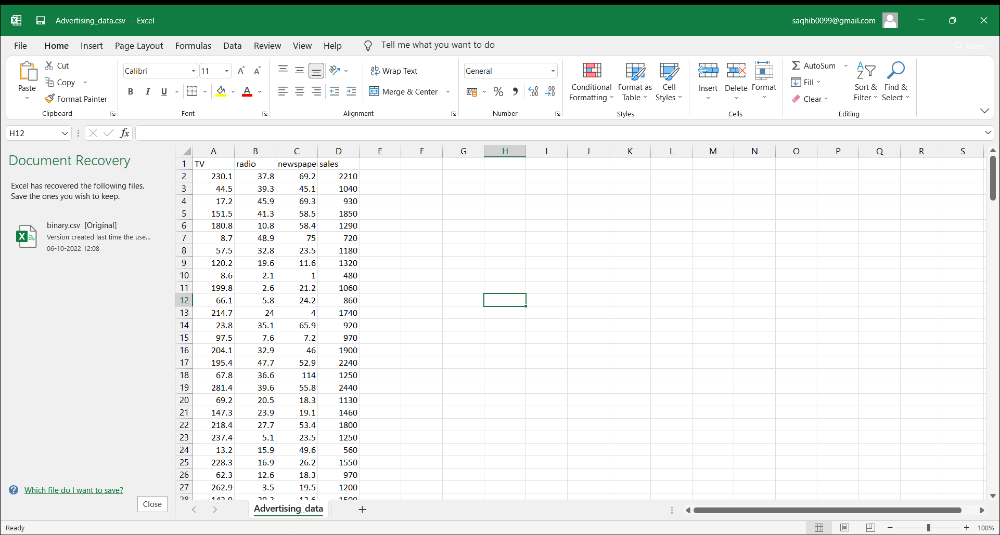 Advertising_data.csv - Excel
saqhib0099@gmail.com
File Home Insert Page Layout Formulas Data Review View Help Tell me what you want to do
Share
Paste
Cut
Copy
Format Painter
Clipboard
Calibri 11
B I U A
Font
Wrap Text
Merge & Center
Alignment
General
% .00 .00
Number
Conditional Formatting
Format as Table
Cell Styles
Styles
Insert Delete Format
Cells
AutoSum
Fill
Clear
Sort & Filter
Find & Select
Editing
H12 fx
Document Recovery
Excel has recovered the following files.
Save the ones you wish to keep.
binary.csv [Original]
Version created last time the use...
06-10-2022 12:08
Which file do I want to save?
Close
A B C D E F G H I J K L M N O P Q R S
1 TV radio newspaper sales
2 230.1 37.8 69.2 2210
3 44.5 39.3 45.1 1040
4 17.2 45.9 69.3 930
5 151.5 41.3 58.5 1850
6 180.8 10.8 58.4 1290
7 8.7 48.9 75 720
8 57.5 32.8 23.5 1180
9 120.2 19.6 11.6 1320
10 8.6 2.1 1 480
11 199.8 2.6 21.2 1060
12 66.1 5.8 24.2 860
13 214.7 24 4 1740
14 23.8 35.1 65.9 920
15 97.5 7.6 7.2 970
16 204.1 32.9 46 1900
17 195.4 47.7 52.9 2240
18 67.8 36.6 114 1250
19 281.4 39.6 55.8 2440
20 69.2 20.5 18.3 1130
21 147.3 23.9 19.1 1460
22 218.4 27.7 53.4 1800
23 237.4 5.1 23.5 1250
24 13.2 15.9 49.6 560
25 228.3 16.9 26.2 1550
26 62.3 12.6 18.3 970
27 262.9 3.5 19.5 1200
Advertising_data
Ready
100%